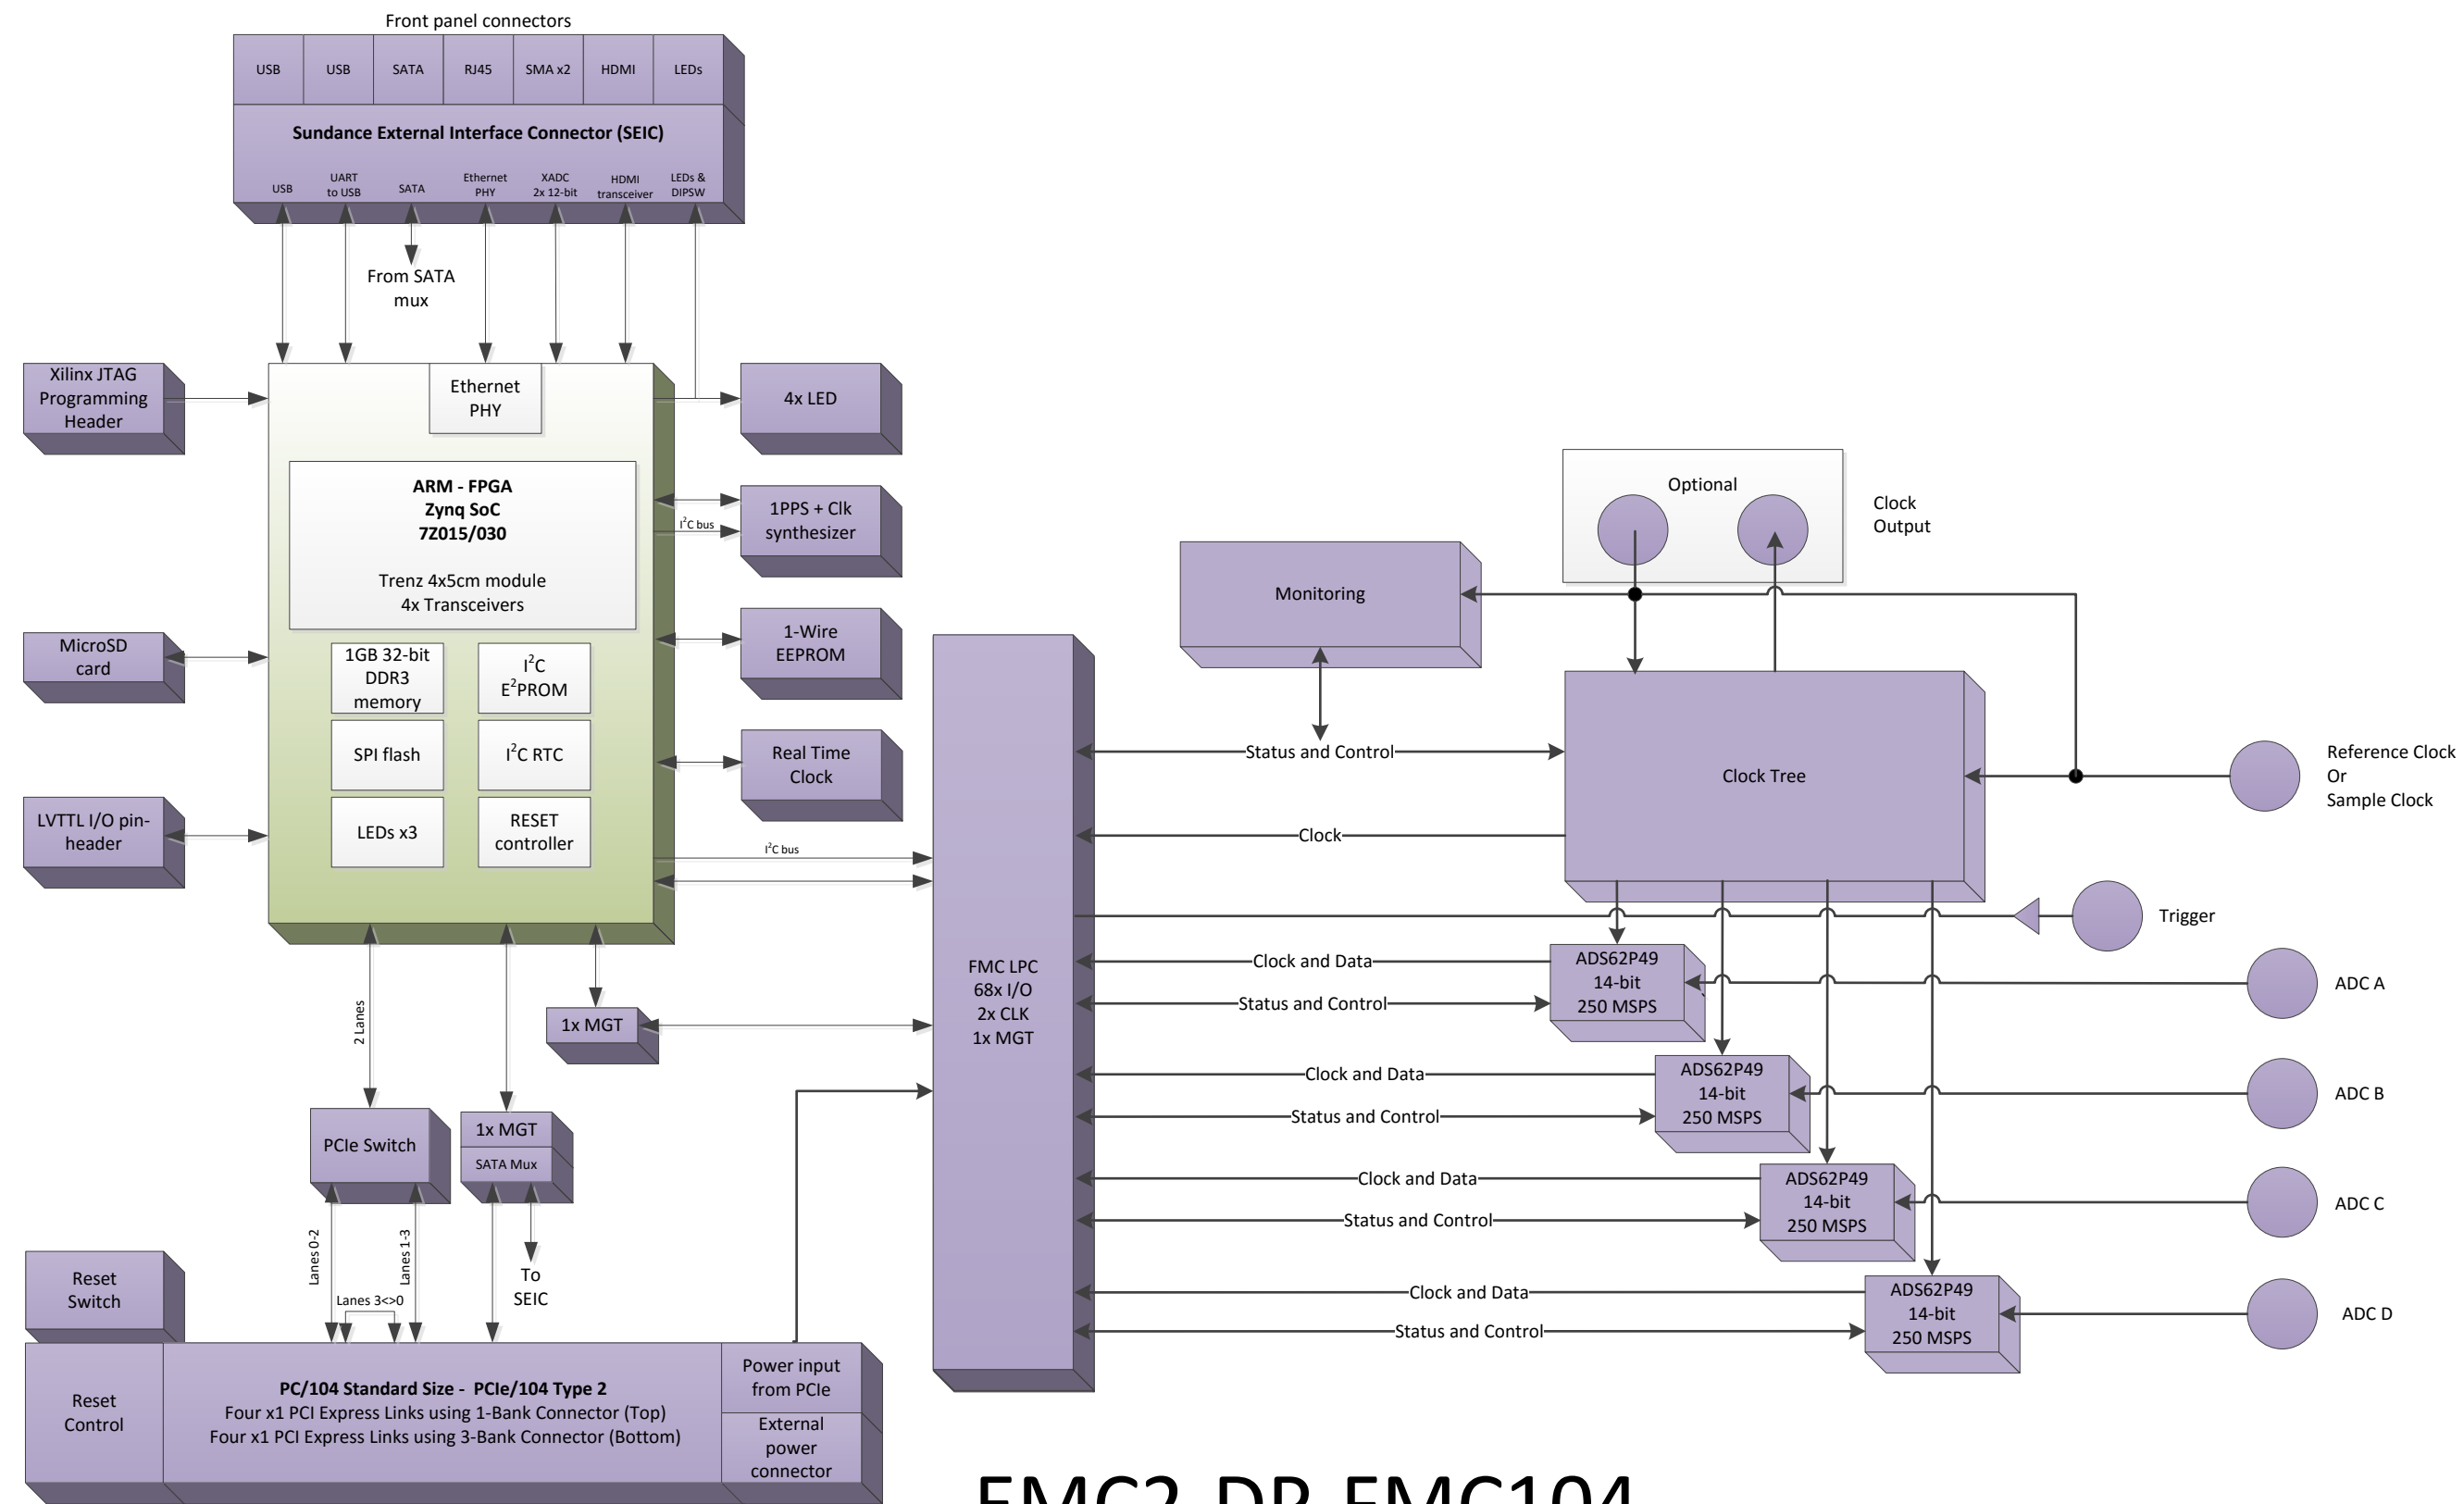 Front panel connectors
USB
USB
SATA
RJ45
SMA x2
HDMI
LEDs
Sundance External Interface Connector (SEIC)
USB
UART
to USB
SATA
Ethernet
PHY
XADC
2x 12-bit
HDMI
transceiver
LEDs &
DIPSW
From SATA
mux
Xilinx JTAG
Programming
Header
Ethernet
PHY
4x LED
ARM - FPGA
Zynq SoC
7Z015/030
Trenz 4x5cm module
4x Transceivers
I²C bus
1PPS + Clk
synthesizer
MicroSD
card
1GB 32-bit
DDR3
memory
I²C
E²PROM
1-Wire
EEPROM
SPI flash
I²C RTC
Real Time
Clock
LVTTL I/O pin-
header
LEDs x3
RESET
controller
I²C bus
2 Lanes
1x MGT
PCIe Switch
1x MGT
SATA Mux
Lanes 0-2
Lanes 1-3
Lanes 3<>0
To
SEIC
Reset
Switch
Reset
Control
PC/104 Standard Size - PCIe/104 Type 2
Four x1 PCI Express Links using 1-Bank Connector (Top)
Four x1 PCI Express Links using 3-Bank Connector (Bottom)
Power input
from PCIe
External
power
connector
FMC LPC
68x I/O
2x CLK
1x MGT
Optional
Clock
Output
Monitoring
Status and Control
Clock Tree
Reference Clock
Or
Sample Clock
Clock
Trigger
Clock and Data
Status and Control
ADS62P49
14-bit
250 MSPS
ADC A
Clock and Data
Status and Control
ADS62P49
14-bit
250 MSPS
ADC B
Clock and Data
Status and Control
ADS62P49
14-bit
250 MSPS
ADC C
Clock and Data
Status and Control
ADS62P49
14-bit
250 MSPS
ADC D